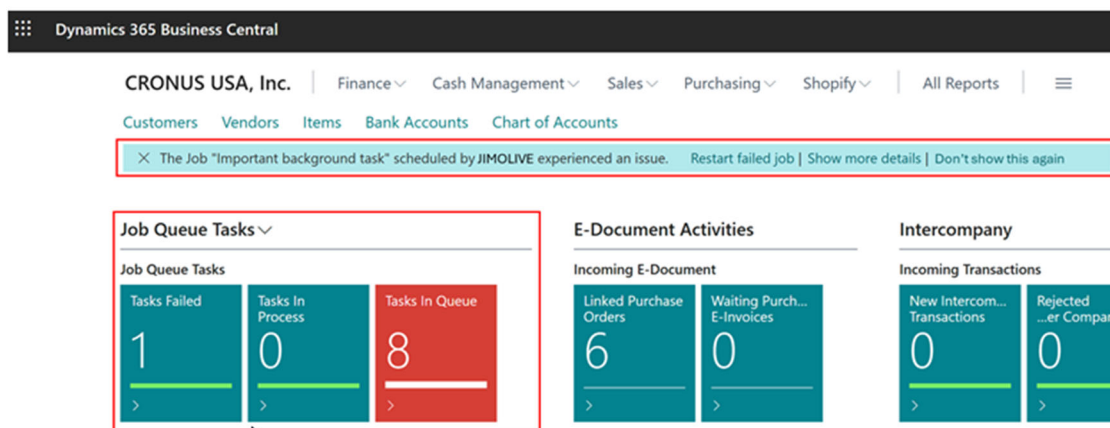 Dynamics 365 Business Central
CRONUS USA, Inc. Finance Cash Management Sales Purchasing Shopify All Reports
Customers Vendors Items Bank Accounts Chart of Accounts
The Job "Important background task" scheduled by JIMOLIVE experienced an issue. Restart failed job | Show more details | Don't show this again
Job Queue Tasks
Job Queue Tasks
Tasks Failed
1
Tasks In
Process
0
Tasks In Queue
8
E-Document Activities
Incoming E-Document
Linked Purchase
Orders
6
Waiting Purch...
E-Invoices
0
Intercompany
Incoming Transactions
New Intercom...
Transactions
0
Rejected
...er Compar
0